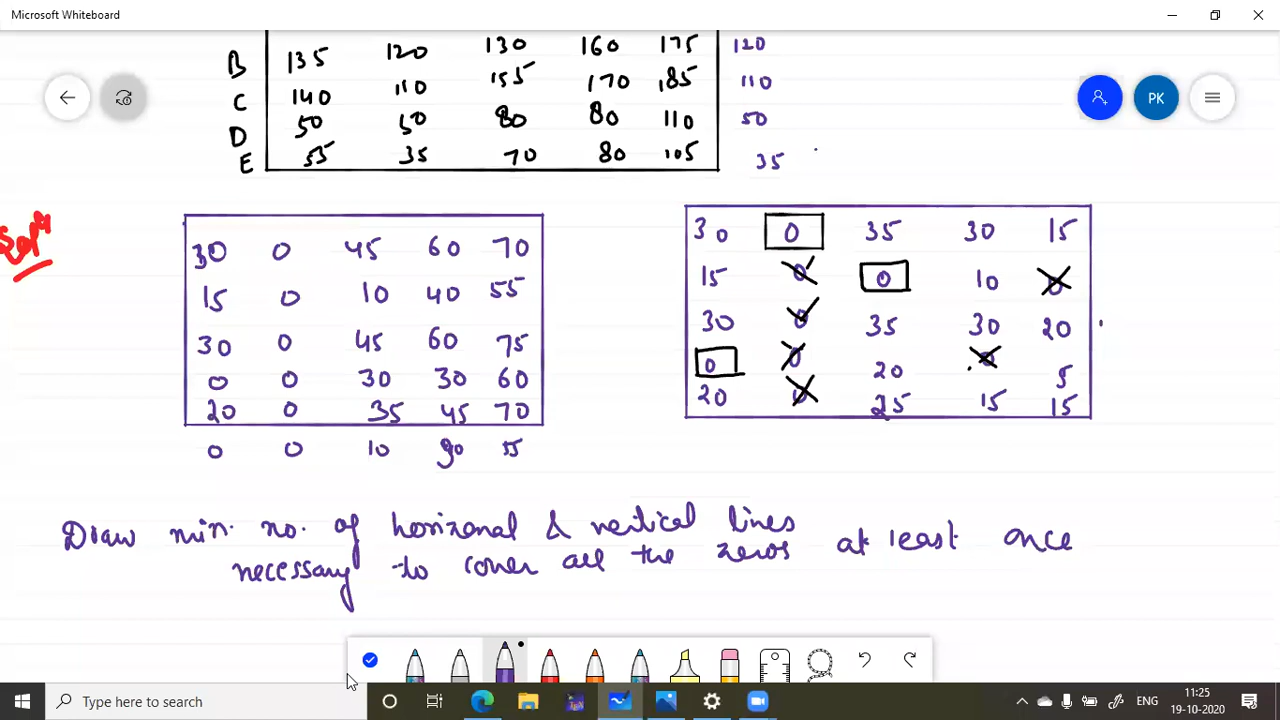 Microsoft Whiteboard
B 135 120 130 160 175 120
C 140 110 155 170 185 110
D 50 50 80 80 110 50
E 55 35 70 80 105 35
PK
30 0 45 60 70
15 0 10 40 55
30 0 45 60 75
0 0 30 30 60
20 0 35 45 70
0 0 10 30 55
30 0 35 30 15
15 0 0 10 0
30 0 35 30 20
0 0 20 0 5
20 0 25 15 15
Draw min. no. of horizonal & vertical lines at least once
necessary to cover all the zeros
Type here to search
ENG
11:25
19-10-2020